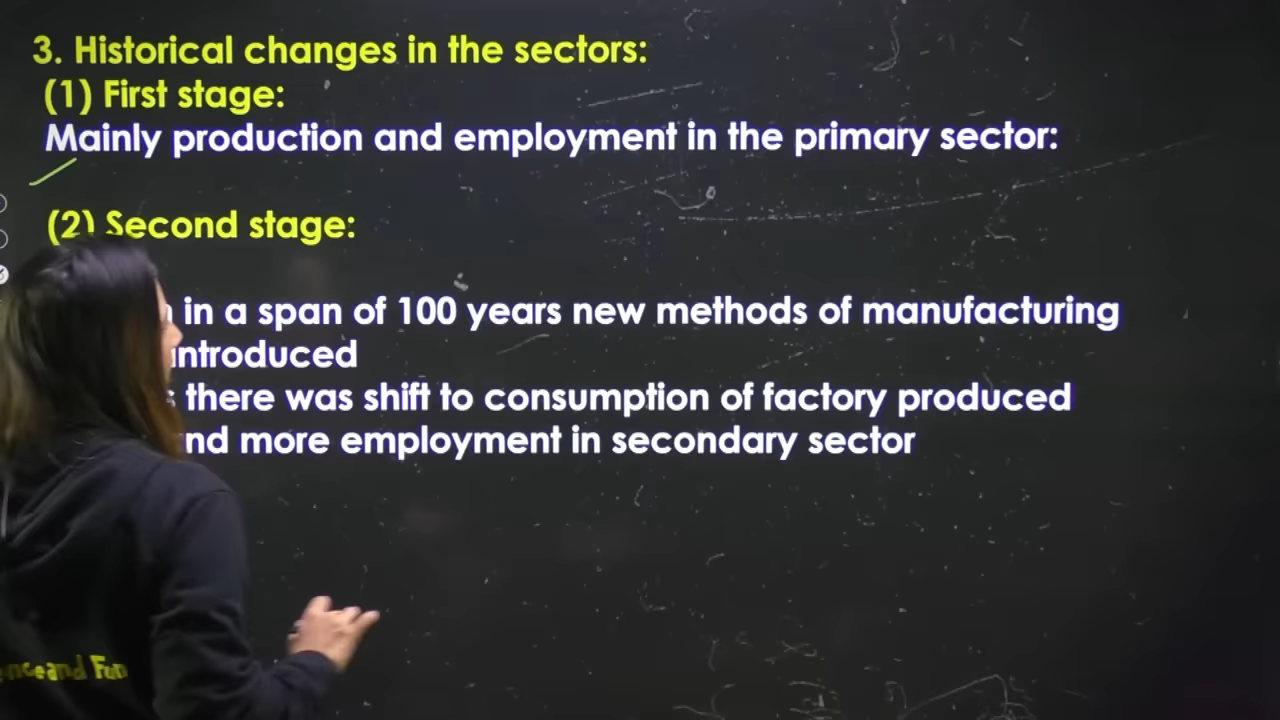 3. Historical changes in the sectors:
(1) First stage:
Mainly production and employment in the primary sector:
(2) Second stage:
in a span of 100 years new methods of manufacturing
introduced
there was shift to consumption of factory produced
more employment in secondary sector
and Fun